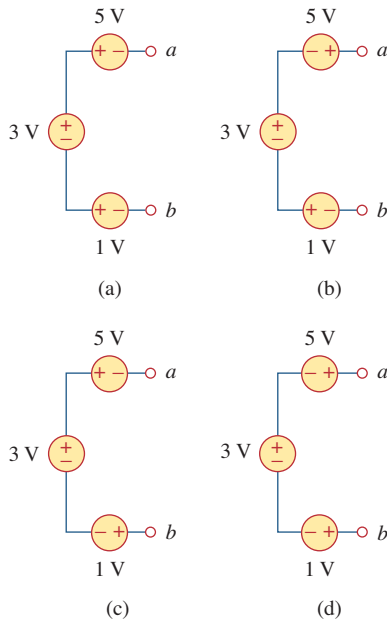 5 V 5 V
+ − a − + a
3 V + − 3 V + −
+ − b + − b
1 V 1 V
(a) (b)
5 V 5 V
+ − a − + a
3 V + − 3 V + −
− + b − + b
1 V 1 V
(c) (d)